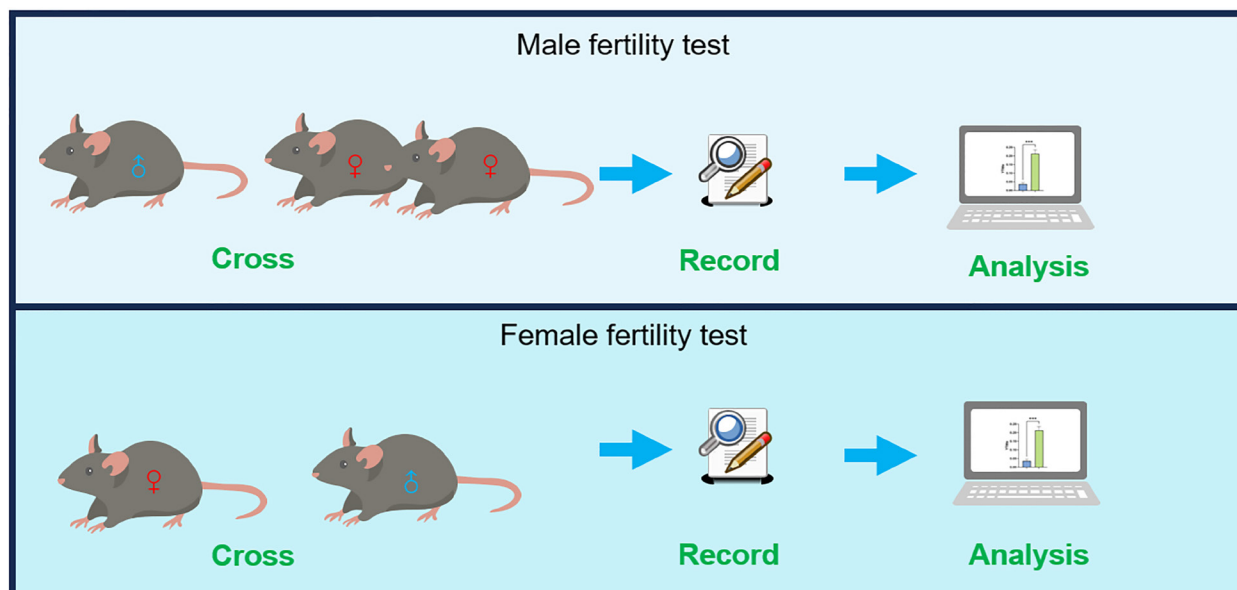 Male fertility test
♂
♀
♀
***
Cross
Record
Analysis
Female fertility test
♀
♂
***
Cross
Record
Analysis